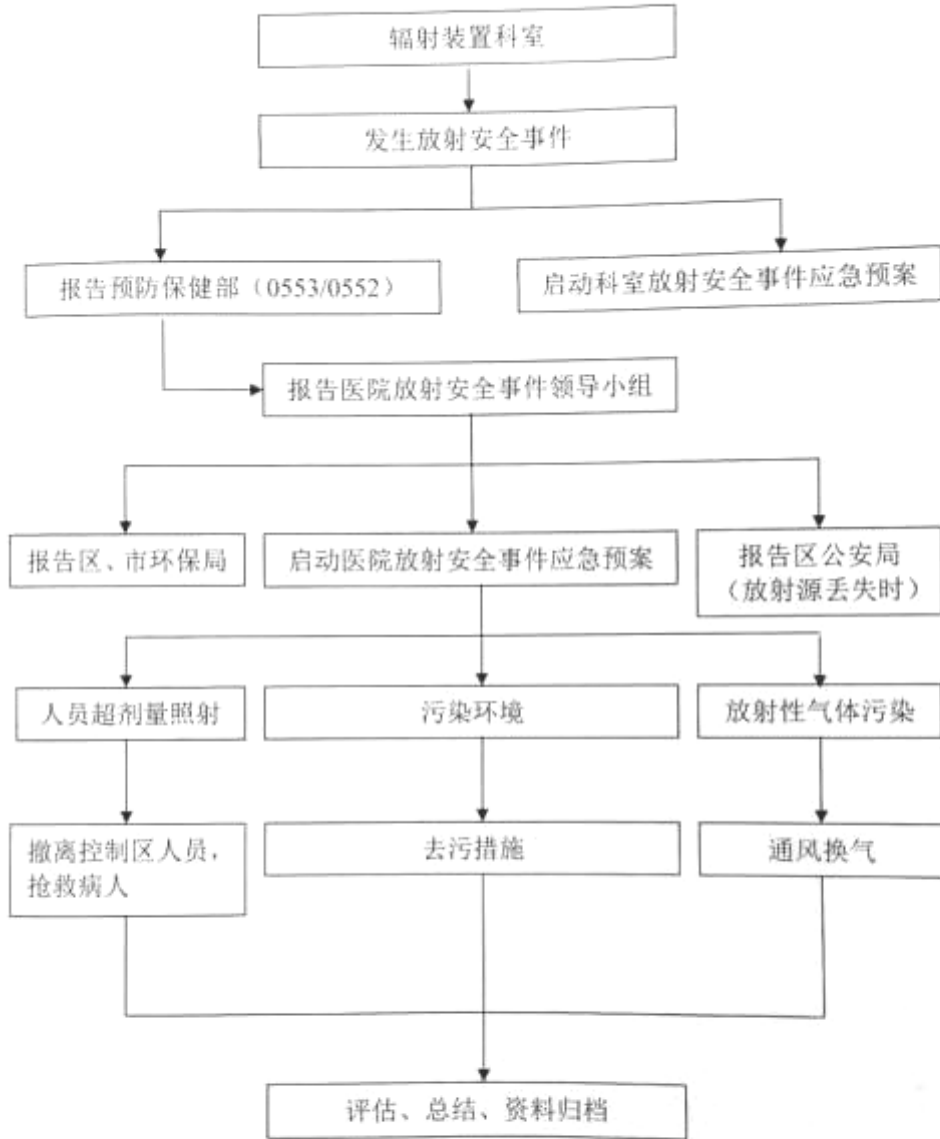 辐射装置科室
发生放射安全事件
报告预防保健部（0553/0552）
启动科室放射安全事件应急预案
报告医院放射安全事件领导小组
报告区、市环保局
启动医院放射安全事件应急预案
报告区公安局
（放射源丢失时）
人员超剂量照射
污染环境
放射性气体污染
撤离控制区人员，
抢救病人
去污措施
通风换气
评估、总结、资料归档